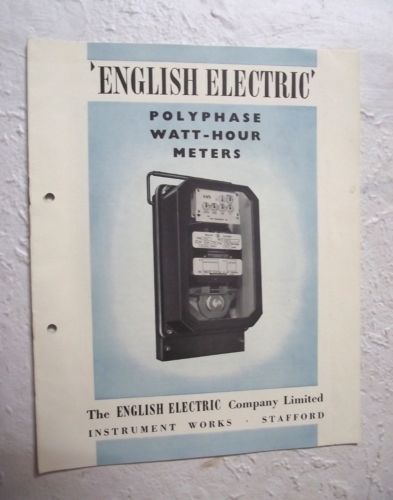 'ENGLISH ELECTRIC'
POLYPHASE
WATT-HOUR
METERS
The ENGLISH ELECTRIC Company Limited
INSTRUMENT WORKS · STAFFORD